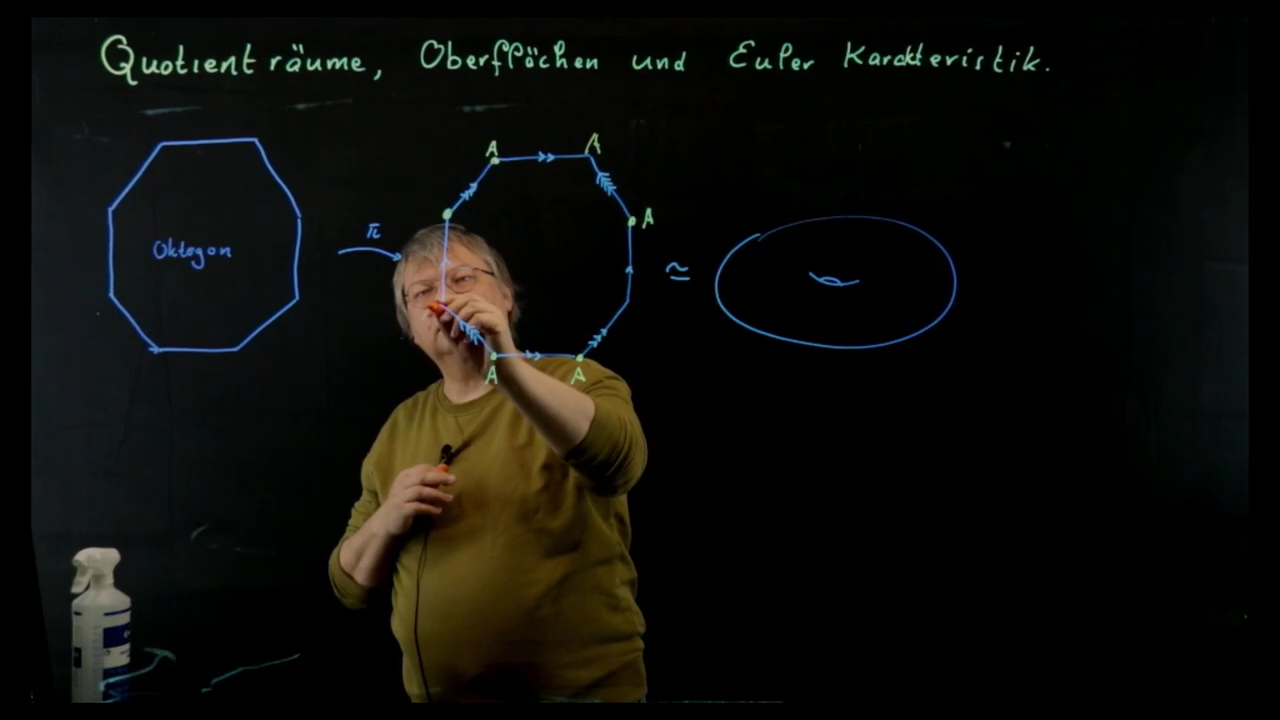 Quotienträume, Oberflächen und Euler Karakteristik.
Oktogon
π
A A
A
≃
A A